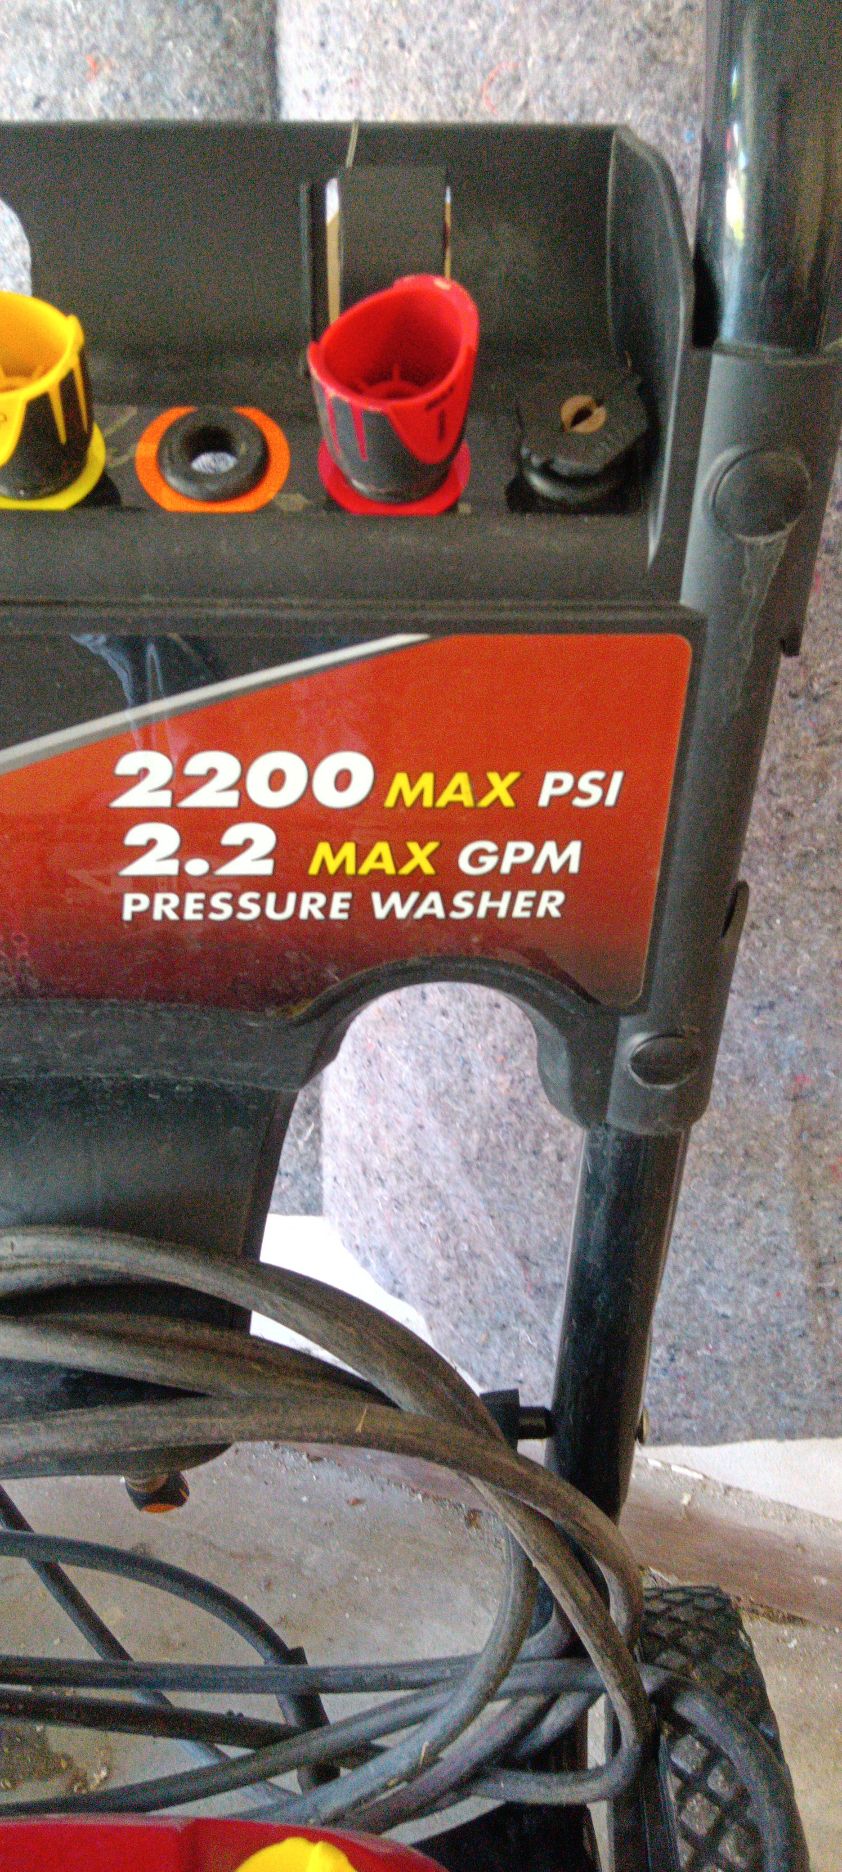 2200 MAX PSI
2.2 MAX GPM
PRESSURE WASHER